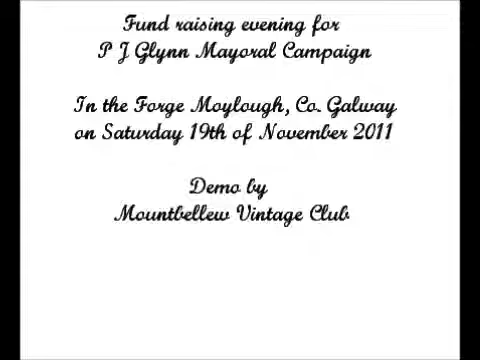 Fund raising evening for
P J Glynn Mayoral Campaign
In the Forge Moylough, Co. Galway
on Saturday 19th of November 2011
Demo by
Mountbellew Vintage Club